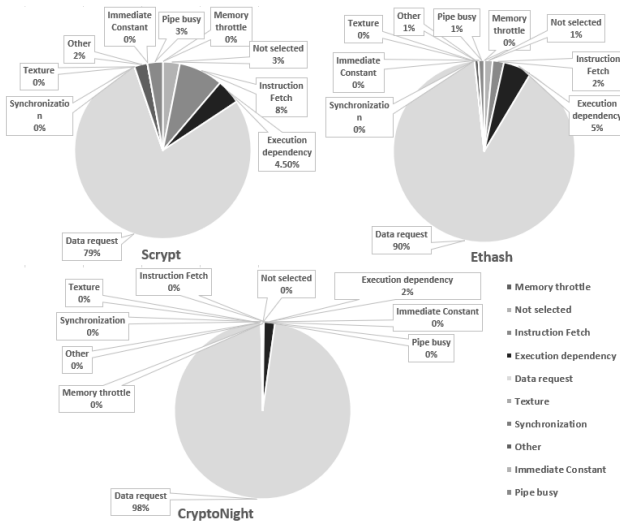 Immediate
Constant
0%
Pipe busy
3%
Memory
throttle
0%
Other
2%
Not selected
3%
Texture
0%
Instruction
Fetch
8%
Synchronizatio
n
0%
Execution
dependency
4.50%
Data request
79%
Scrypt
Other
1%
Pipe busy
1%
Memory
throttle
0%
Not selected
1%
Texture
0%
Immediate
Constant
0%
Instruction
Fetch
2%
Synchronizatio
n
0%
Execution
dependency
5%
Data request
90%
Ethash
Texture
0%
Instruction Fetch
0%
Not selected
0%
Execution dependency
2%
Synchronization
0%
Immediate Constant
0%
Other
0%
Pipe busy
0%
Memory throttle
0%
Data request
98%
CryptoNight
Memory throttle
Not selected
Instruction Fetch
Execution dependency
Data request
Texture
Synchronization
Other
Immediate Constant
Pipe busy